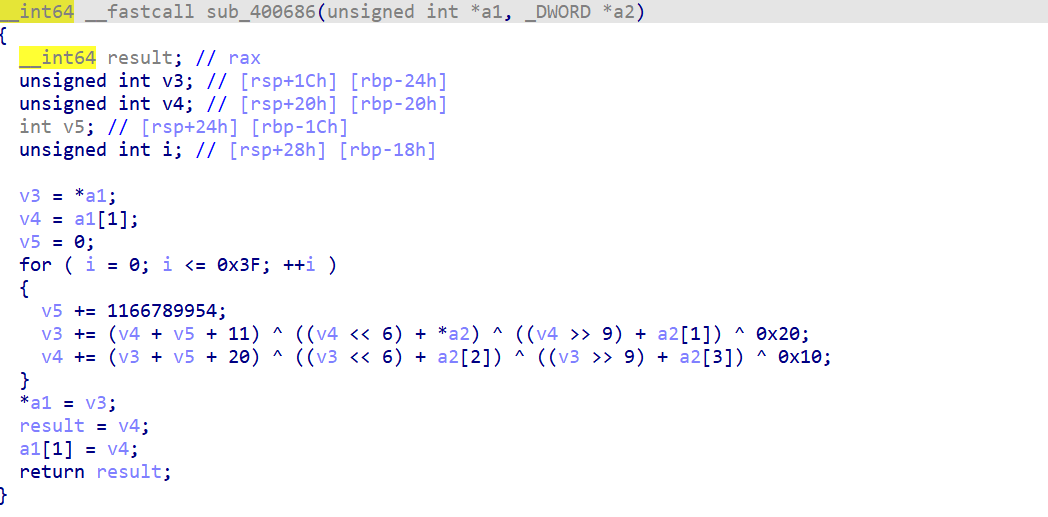 __int64 __fastcall sub_400686(unsigned int *a1, _DWORD *a2)
{
  __int64 result; // rax
  unsigned int v3; // [rsp+1Ch] [rbp-24h]
  unsigned int v4; // [rsp+20h] [rbp-20h]
  int v5; // [rsp+24h] [rbp-1Ch]
  unsigned int i; // [rsp+28h] [rbp-18h]

  v3 = *a1;
  v4 = a1[1];
  v5 = 0;
  for ( i = 0; i <= 0x3F; ++i )
  {
    v5 += 1166789954;
    v3 += (v4 + v5 + 11) ^ ((v4 << 6) + *a2) ^ ((v4 >> 9) + a2[1]) ^ 0x20;
    v4 += (v3 + v5 + 20) ^ ((v3 << 6) + a2[2]) ^ ((v3 >> 9) + a2[3]) ^ 0x10;
  }
  *a1 = v3;
  result = v4;
  a1[1] = v4;
  return result;
}